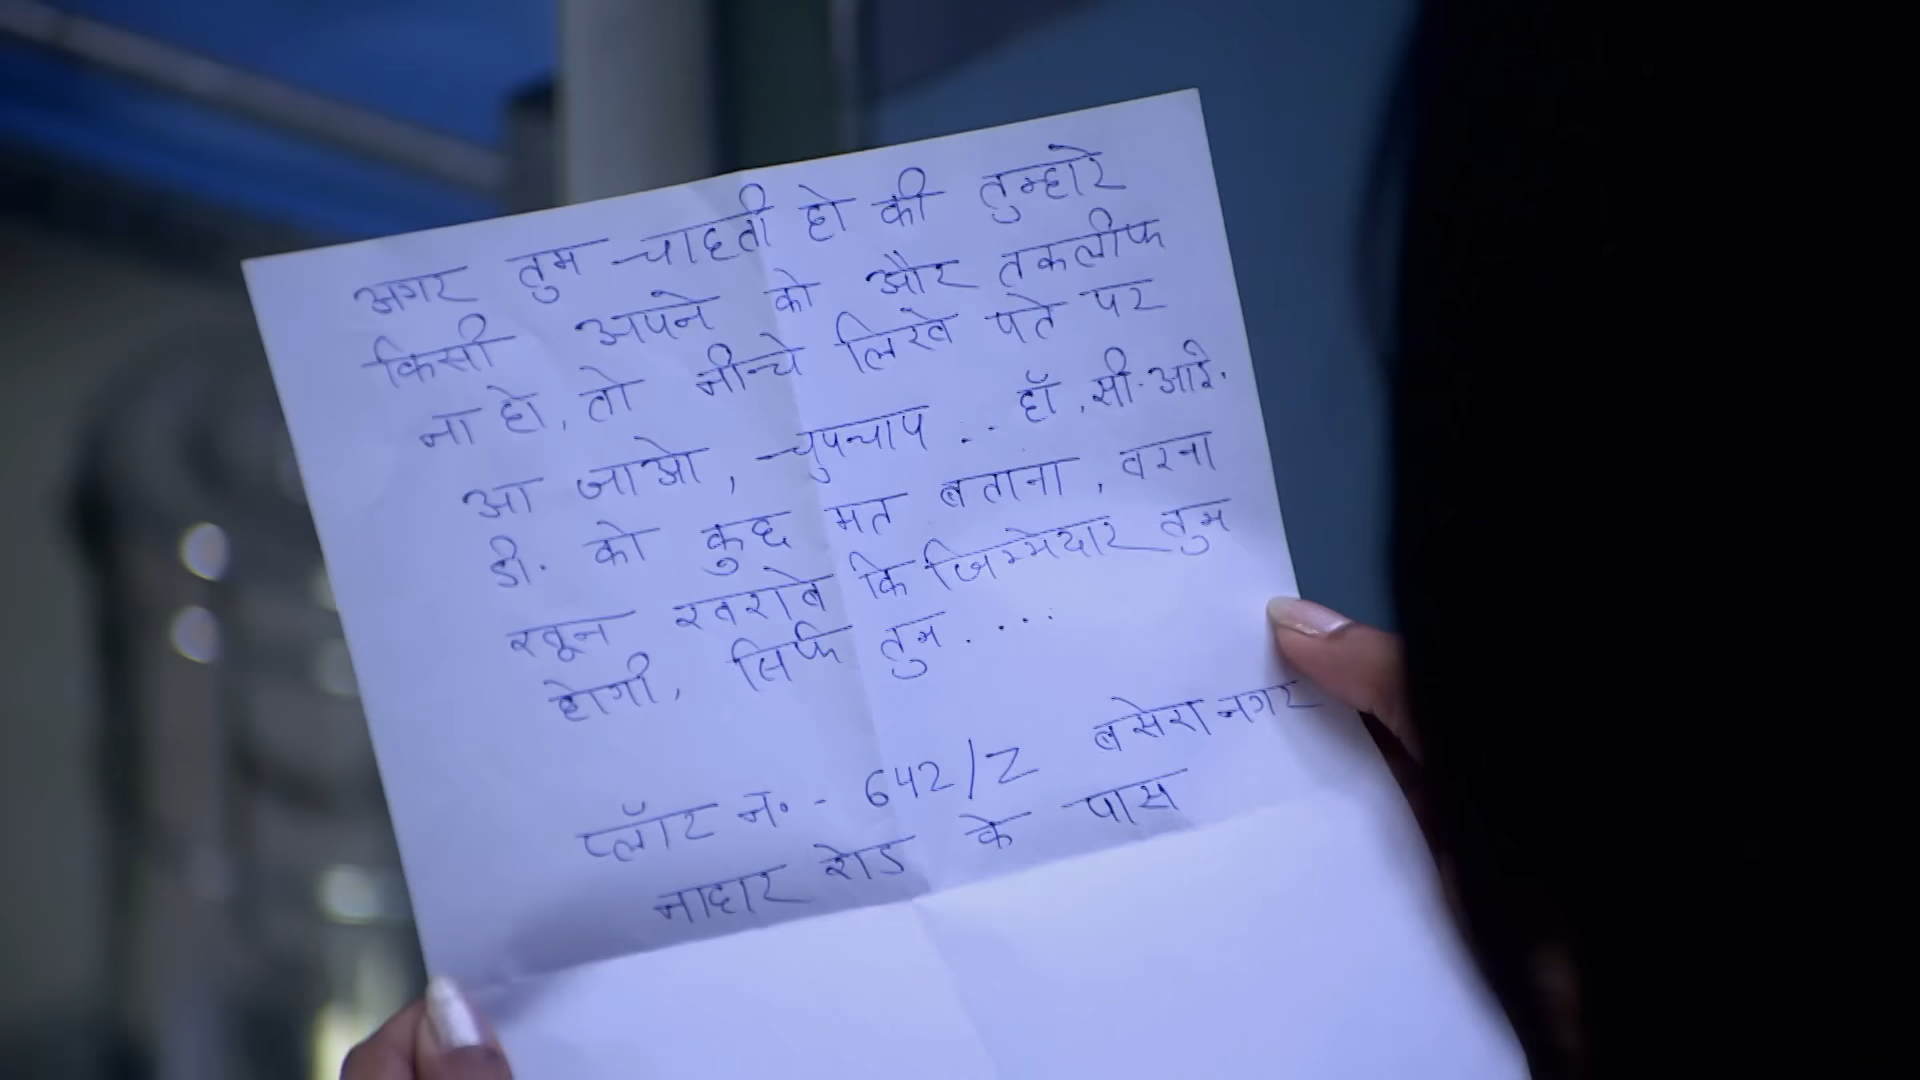 अगर तुम चाहती हो की तुम्हारे
किसी अपने को और तकलीफ
ना हो, तो नीचे लिखे पते पर
आ जाओ, चुपचाप .. हॉ, सी. आई.
डी. को कुछ मत बताना, वरना
खून खराबे कि जिम्मेदार तुम
होगी, सिर्फ तुम. ...
प्लॉट न. - 642/Z बसेरा नगर
नाहार रोड के पास